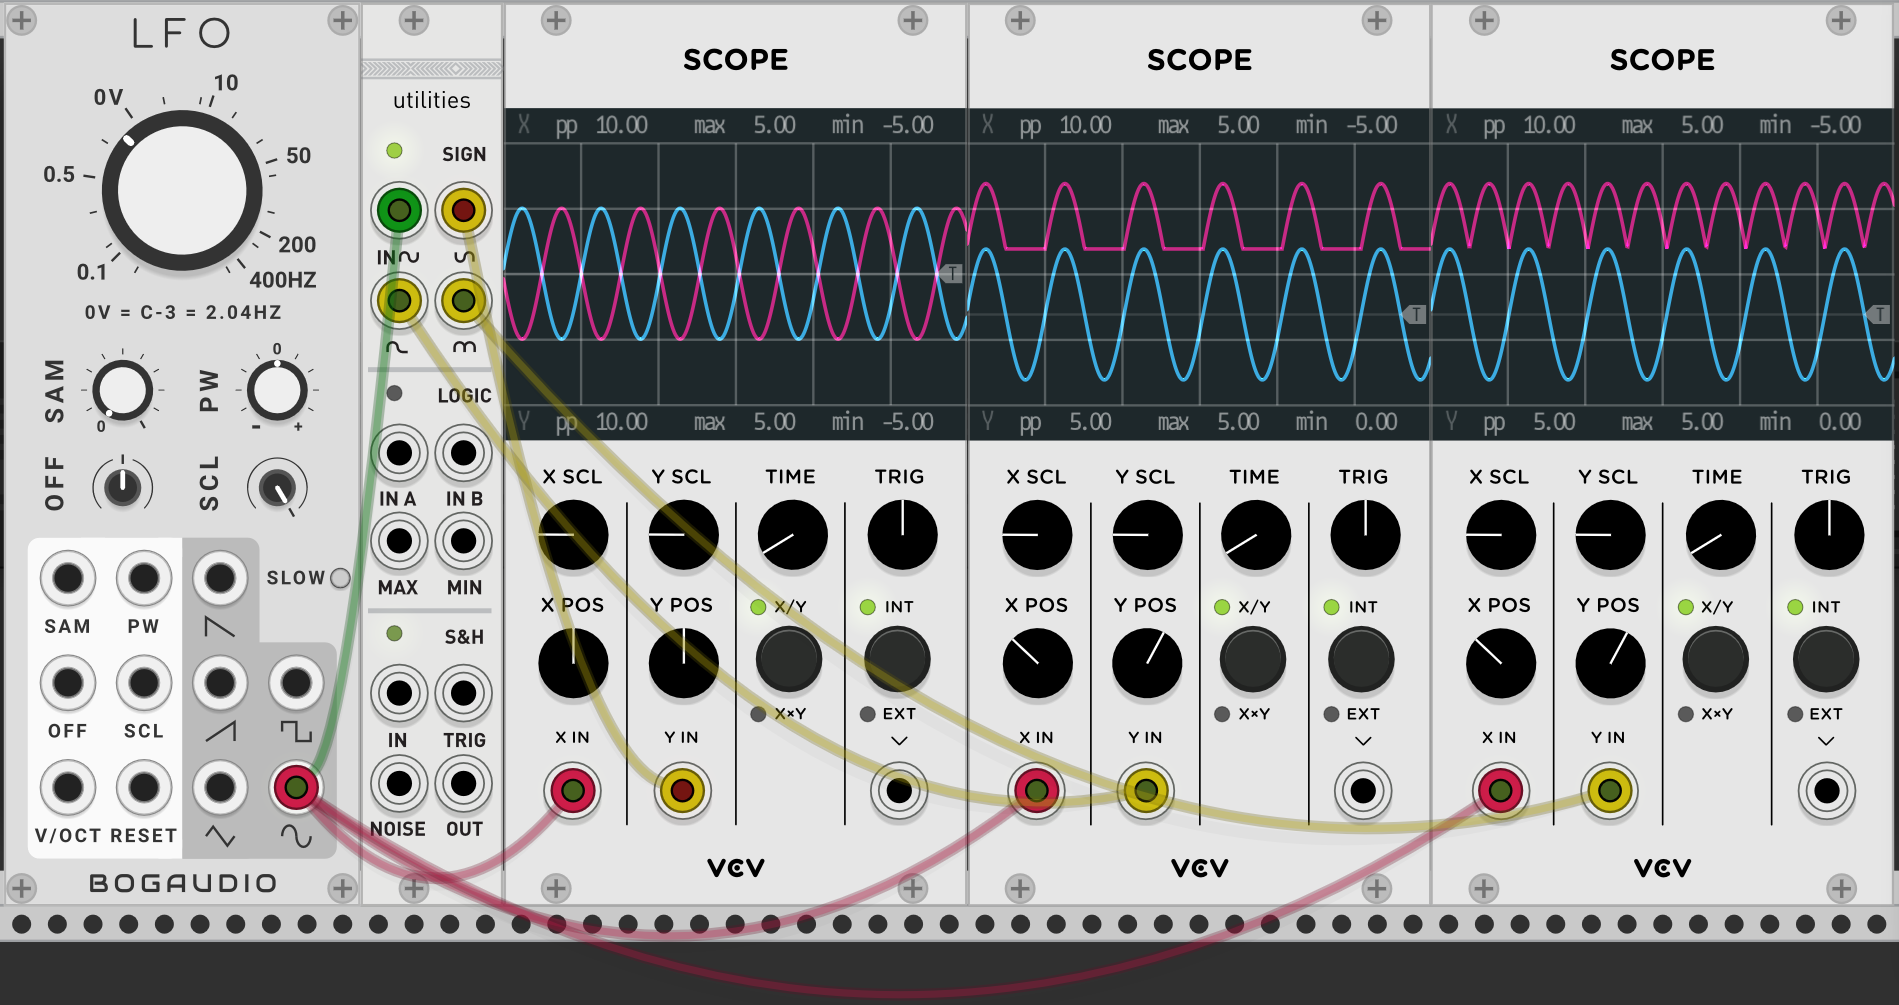 LFO
0V
10
0.5
50
200
0.1
400HZ
0V = C-3 = 2.04HZ
SAM
0
PW
0
- +
OFF
SCL
SLOW
SAM PW
OFF SCL
V/OCT RESET
BOGAUDIO
utilities
SIGN
IN
LOGIC
IN A IN B
MAX MIN
S&H
IN TRIG
NOISE OUT
SCOPE
X pp 10.00 max 5.00 min -5.00
T
Y pp 10.00 max 5.00 min -5.00
X SCL Y SCL TIME TRIG
X POS Y POS X/Y INT
X×Y EXT
X IN Y IN
VCV
SCOPE
X pp 10.00 max 5.00 min -5.00
T
Y pp 5.00 max 5.00 min 0.00
X SCL Y SCL TIME TRIG
X POS Y POS X/Y INT
X×Y EXT
X IN Y IN
VCV
SCOPE
X pp 10.00 max 5.00 min -5.00
T
Y pp 5.00 max 5.00 min 0.00
X SCL Y SCL TIME TRIG
X POS Y POS X/Y INT
X×Y EXT
X IN Y IN
VCV